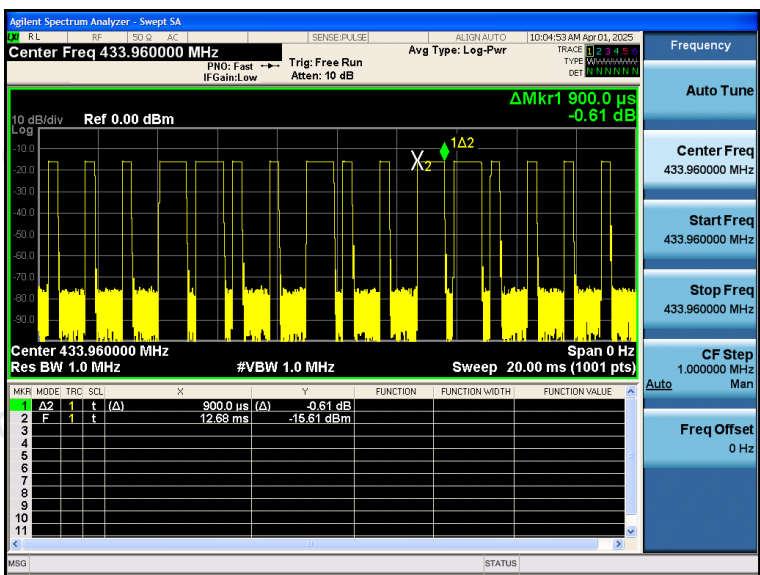 Agilent Spectrum Analyzer - Swept SA
LXI RL RF 50 Ω AC SENSE:PULSE ALIGN AUTO 10:04:53 AM Apr 01, 2025
Center Freq 433.960000 MHz
PNO: Fast
IFGain:Low
Trig: Free Run
Atten: 10 dB
Avg Type: Log-Pwr
TRACE 1 2 3 4 5 6
TYPE
DET N N N N N N
ΔMkr1 900.0 µs
-0.61 dB
10 dB/div Ref 0.00 dBm
Log
-10.0
-20.0
-30.0
-40.0
-50.0
-60.0
-70.0
-80.0
-90.0
X2
1Δ2
Center 433.960000 MHz Span 0 Hz
Res BW 1.0 MHz #VBW 1.0 MHz Sweep 20.00 ms (1001 pts)
MKR MODE TRC SCL X Y FUNCTION FUNCTION WIDTH FUNCTION VALUE
1 Δ2 1 t (Δ) 900.0 µs (Δ) -0.61 dB
2 F 1 t 12.68 ms -15.61 dBm
3
4
5
6
7
8
9
10
11
MSG STATUS
Frequency
Auto Tune
Center Freq
433.960000 MHz
Start Freq
433.960000 MHz
Stop Freq
433.960000 MHz
CF Step
1.000000 MHz
Auto Man
Freq Offset
0 Hz